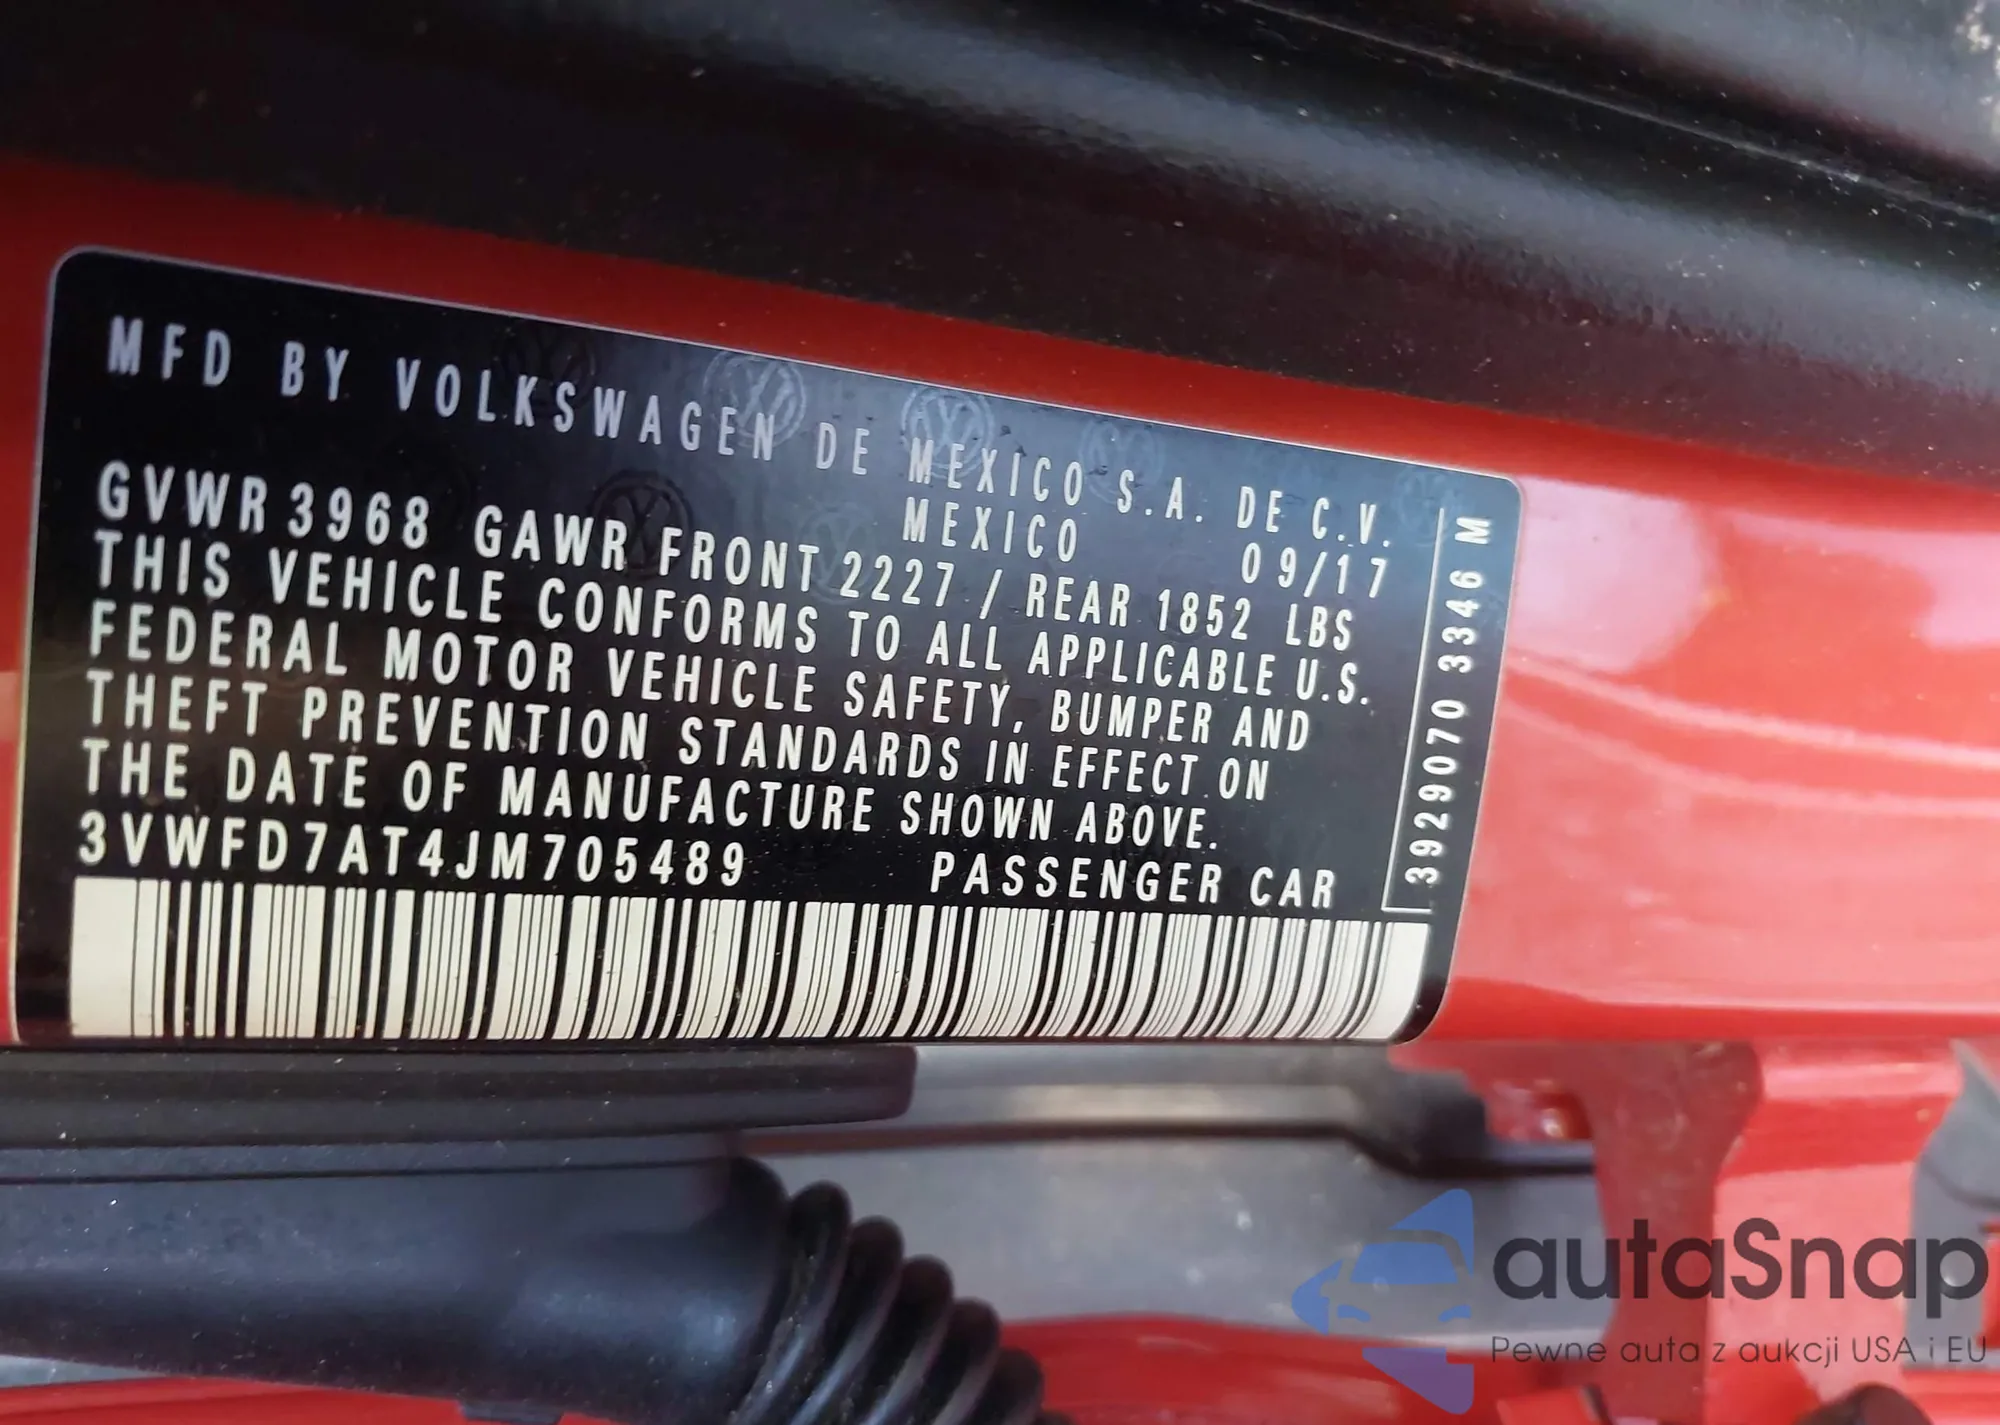 MFD BY VOLKSWAGEN DE MEXICO S.A. DE C.V.
MEXICO 09/17
GVWR 3968 GAWR FRONT 2227 / REAR 1852 LBS
THIS VEHICLE CONFORMS TO ALL APPLICABLE U.S.
FEDERAL MOTOR VEHICLE SAFETY, BUMPER AND
THEFT PREVENTION STANDARDS IN EFFECT ON
THE DATE OF MANUFACTURE SHOWN ABOVE.
3VWFD7AT4JM705489 PASSENGER CAR
3929070 3346 M
autaSnap
Pewne auta z aukcji USA i EU